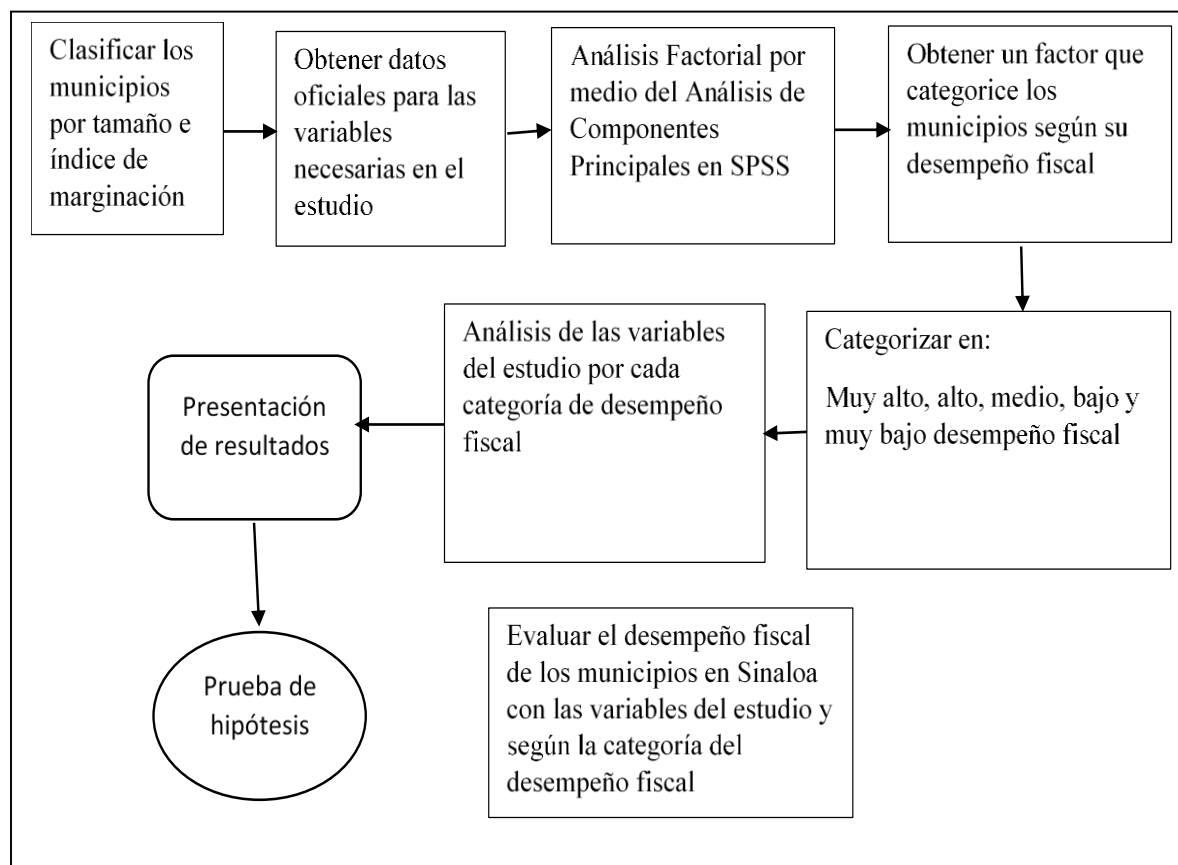 Clasificar los
municipios
por tamaño e
índice de
marginación
Obtener datos
oficiales para las
variables
necesarias en el
estudio
Análisis Factorial por
medio del Análisis de
Componentes
Principales en SPSS
Obtener un factor que
categorice los
municipios según su
desempeño fiscal
Categorizar en:
Muy alto, alto, medio, bajo y
muy bajo desempeño fiscal
Análisis de las variables
del estudio por cada
categoría de desempeño
fiscal
Presentación
de resultados
Prueba de
hipótesis
Evaluar el desempeño fiscal
de los municipios en Sinaloa
con las variables del estudio y
según la categoría del
desempeño fiscal